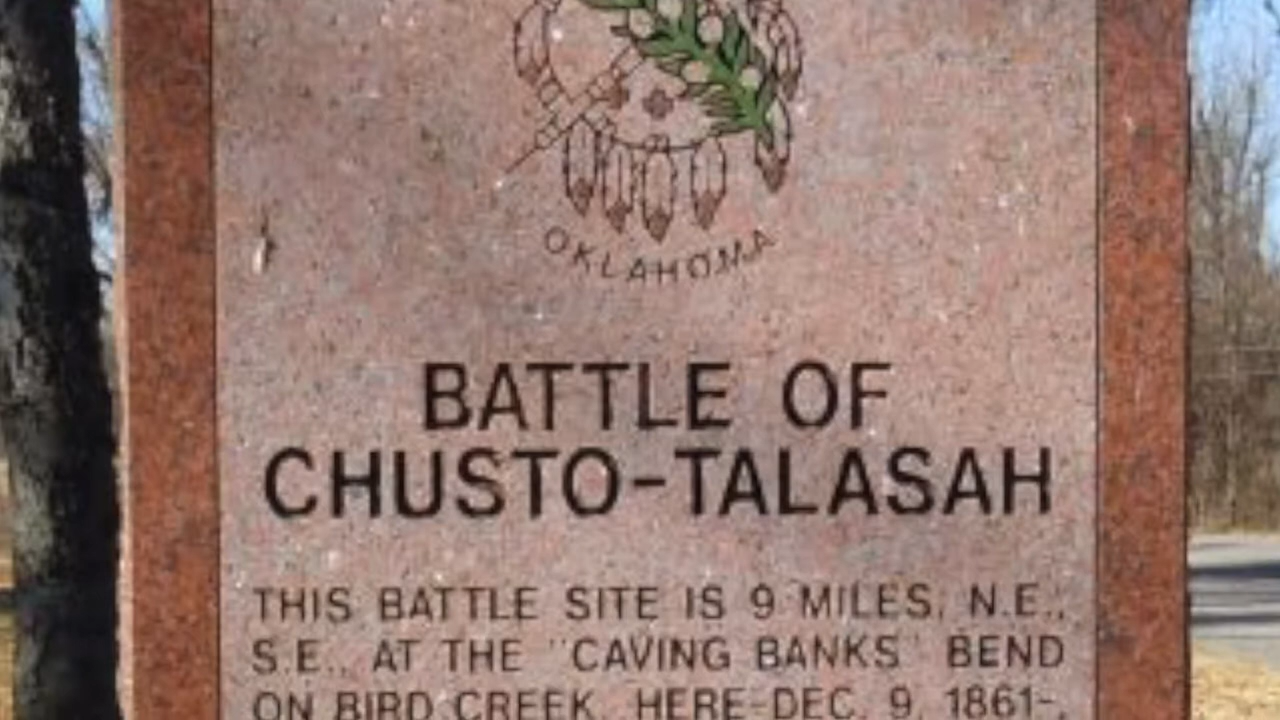 OKLAHOMA
BATTLE OF
CHUSTO-TALASAH
THIS BATTLE SITE IS 9 MILES, N.E.,
S.E., AT THE "CAVING BANKS" BEND
ON BIRD CREEK. HERE-DEC. 9, 1861-,